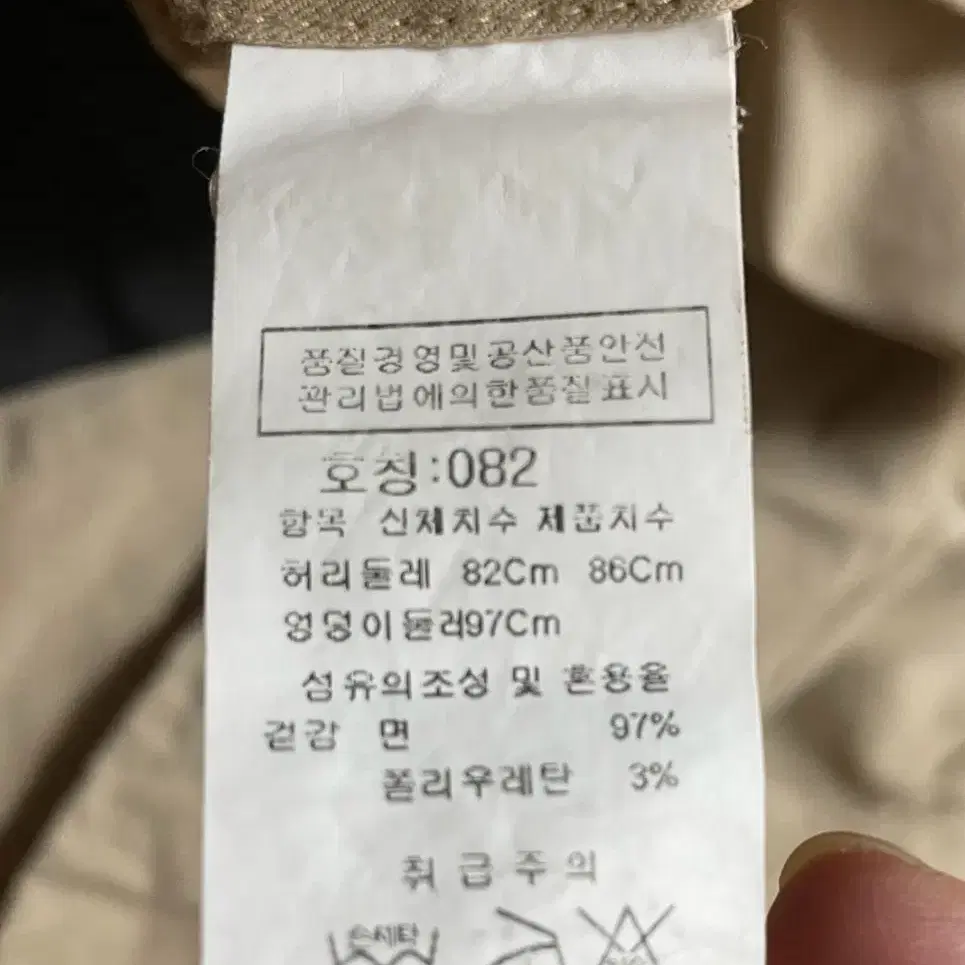 품질경영및공산품안전
관리법에의한품질표시
호칭:082
항목 신체치수 제품치수
허리둘레 82Cm 86Cm
엉덩이둘레97Cm
섬유의조성 및 혼용율
겉감 면 97%
폴리우레탄 3%
취급주의
손세탁